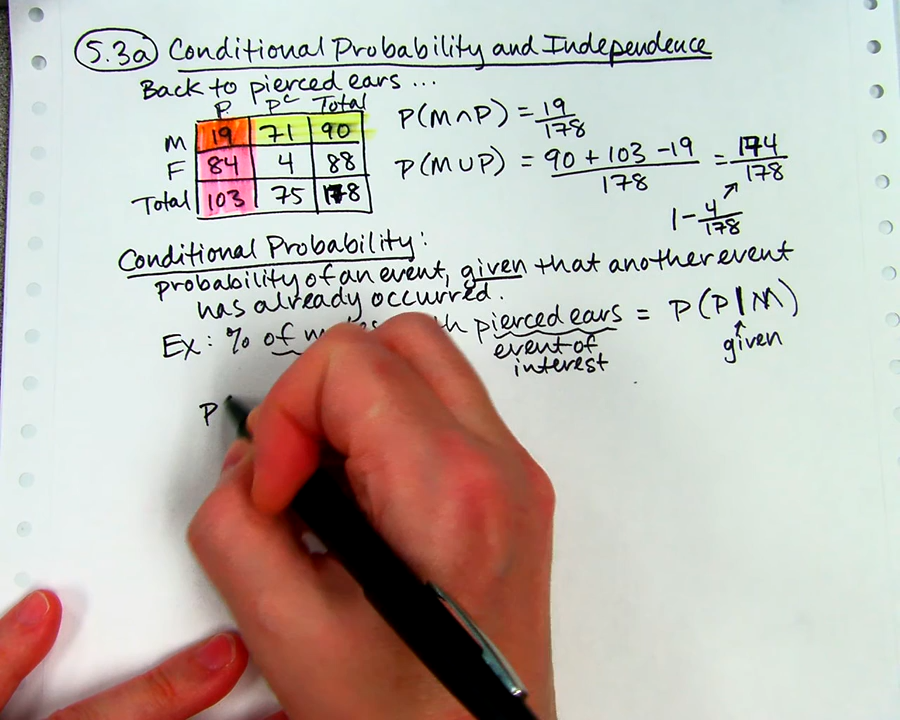 5.3a Conditional Probability and Independence
Back to pierced ears ...
P Pᶜ Total
M 19 71 90
F 84 4 88
Total 103 75 178
P(M∩P) = 19/178
P(M∪P) = 90 + 103 - 19 / 178 = 174/178
1 - 4/178
Conditional Probability:
probability of an event, given that another event
has already occurred.
Ex: % of pierced ears = P(P|M)
event of interest
given
P